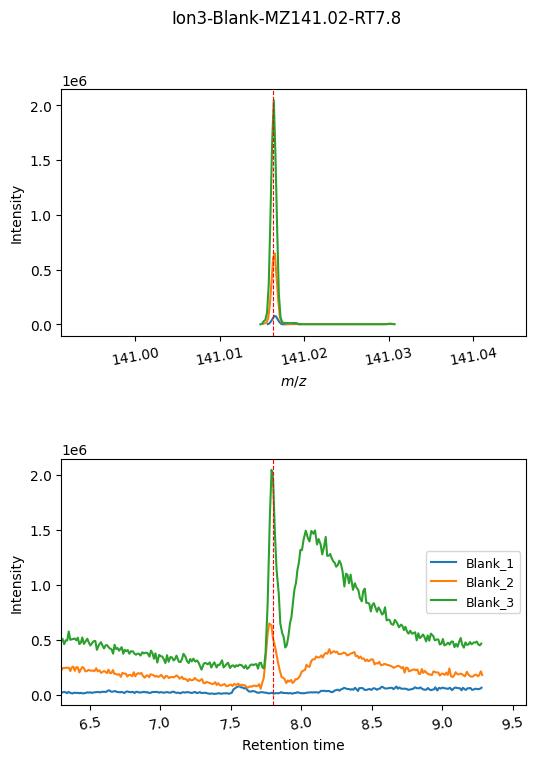 Ion3-Blank-MZ141.02-RT7.8
1e6
2.0
1.5
1.0
0.5
0.0
Intensity
141.00 141.01 141.02 141.03 141.04
m/z
1e6
2.0
1.5
1.0
0.5
0.0
Intensity
Blank_1
Blank_2
Blank_3
6.5 7.0 7.5 8.0 8.5 9.0 9.5
Retention time